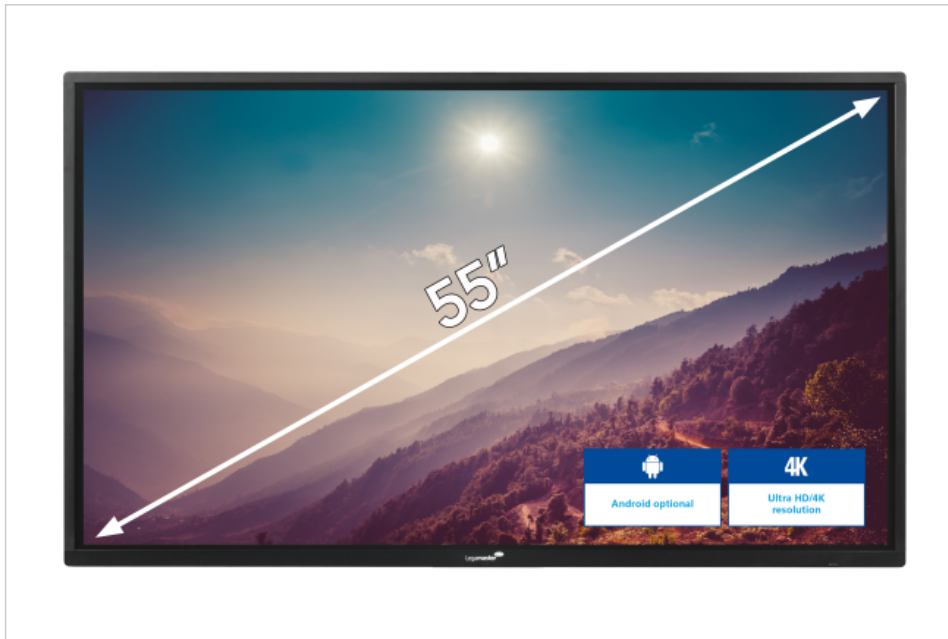 55"
Android optional
4K
Ultra HD/4K
resolution
Legamaster